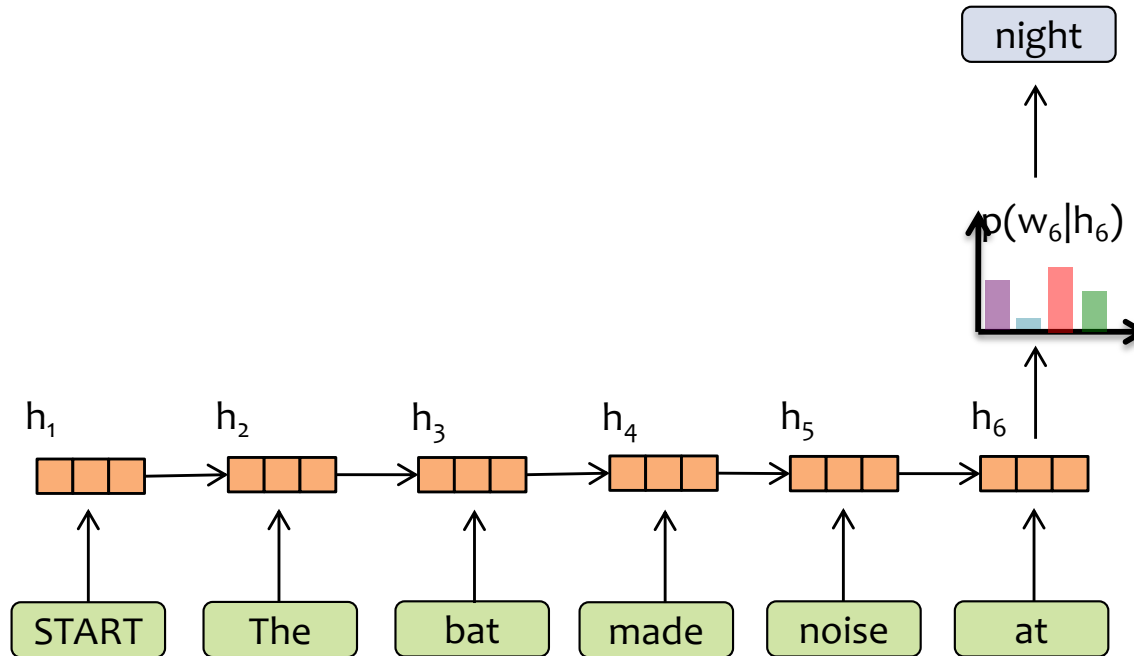 night
p(w₆|h₆)
h₁ h₂ h₃ h₄ h₅ h₆
START The bat made noise at